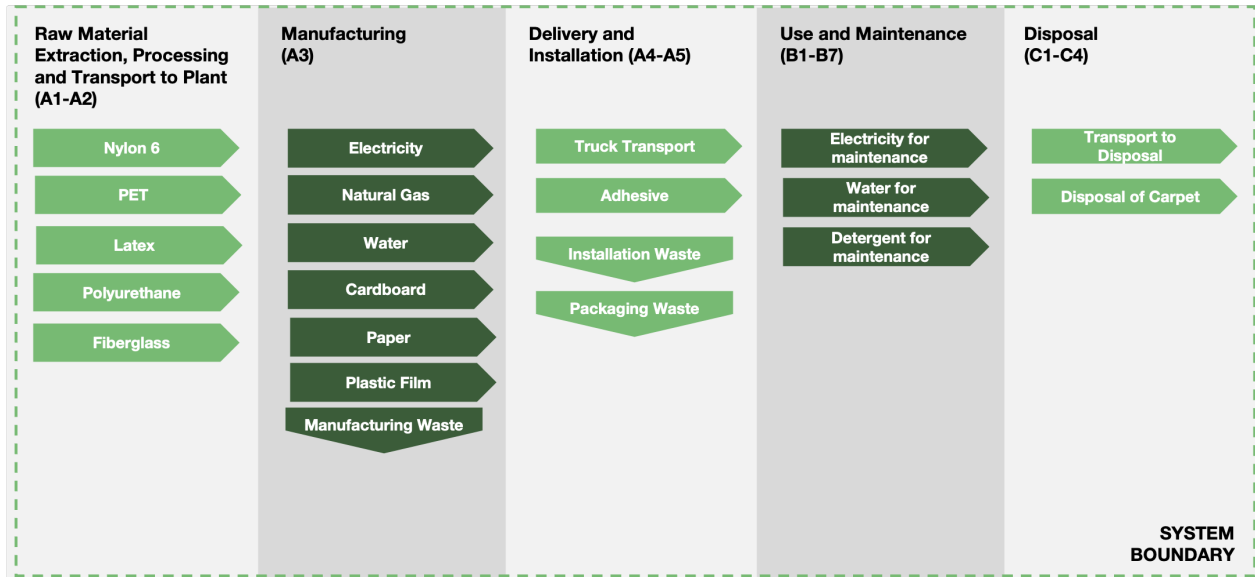 Raw Material
Extraction, Processing
and Transport to Plant
(A1-A2)
Nylon 6
PET
Latex
Polyurethane
Fiberglass
Manufacturing
(A3)
Electricity
Natural Gas
Water
Cardboard
Paper
Plastic Film
Manufacturing Waste
Delivery and
Installation (A4-A5)
Truck Transport
Adhesive
Installation Waste
Packaging Waste
Use and Maintenance
(B1-B7)
Electricity for
maintenance
Water for
maintenance
Detergent for
maintenance
Disposal
(C1-C4)
Transport to
Disposal
Disposal of Carpet
SYSTEM
BOUNDARY